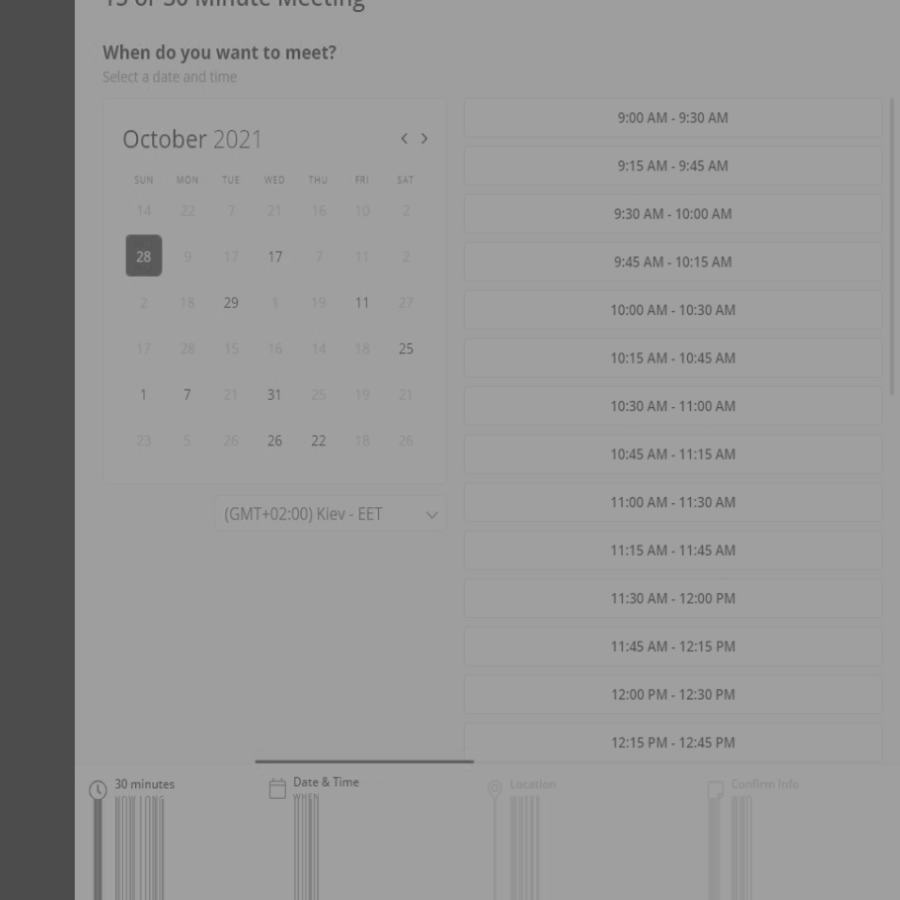 15 or 30 Minute Meeting
When do you want to meet?
Select a date and time
October 2021
SUN MON TUE WED THU FRI SAT
14 22 7 21 16 10 2
28 9 17 17 7 11 2
2 18 29 1 19 11 27
17 28 15 16 14 18 25
1 7 21 31 25 19 21
23 5 26 26 22 18 26
(GMT+02:00) Kiev - EET
9:00 AM - 9:30 AM
9:15 AM - 9:45 AM
9:30 AM - 10:00 AM
9:45 AM - 10:15 AM
10:00 AM - 10:30 AM
10:15 AM - 10:45 AM
10:30 AM - 11:00 AM
10:45 AM - 11:15 AM
11:00 AM - 11:30 AM
11:15 AM - 11:45 AM
11:30 AM - 12:00 PM
11:45 AM - 12:15 PM
12:00 PM - 12:30 PM
12:15 PM - 12:45 PM
30 minutes
HOW LONG
Date & Time
WHEN
Location
Confirm Info